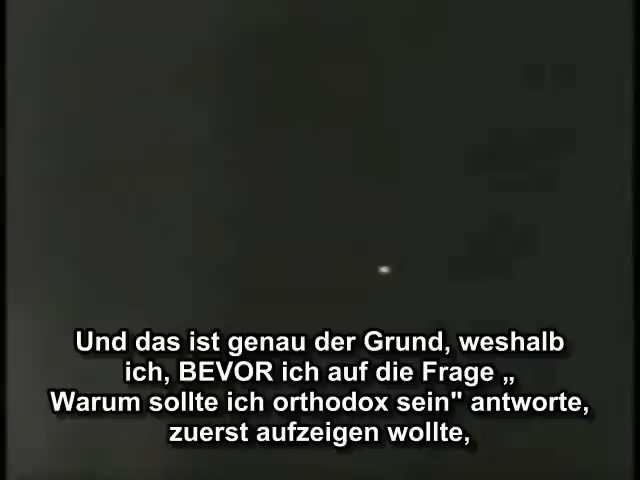 Und das ist genau der Grund, weshalb
ich, BEVOR ich auf die Frage „
Warum sollte ich orthodox sein" antworte,
zuerst aufzeigen wollte,